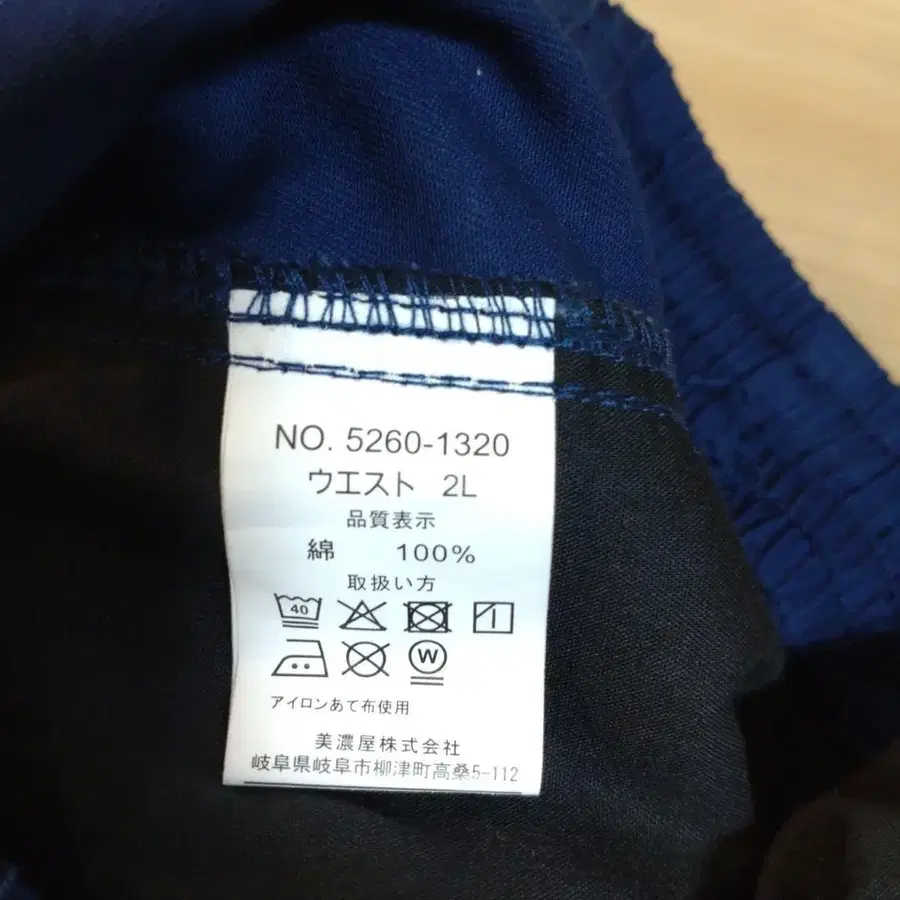 NO. 5260-1320
ウエスト 2L
品質表示
綿 100%
取扱い方
40
W
アイロンあて布使用
美濃屋株式会社
岐阜県岐阜市柳津町高桑5-112